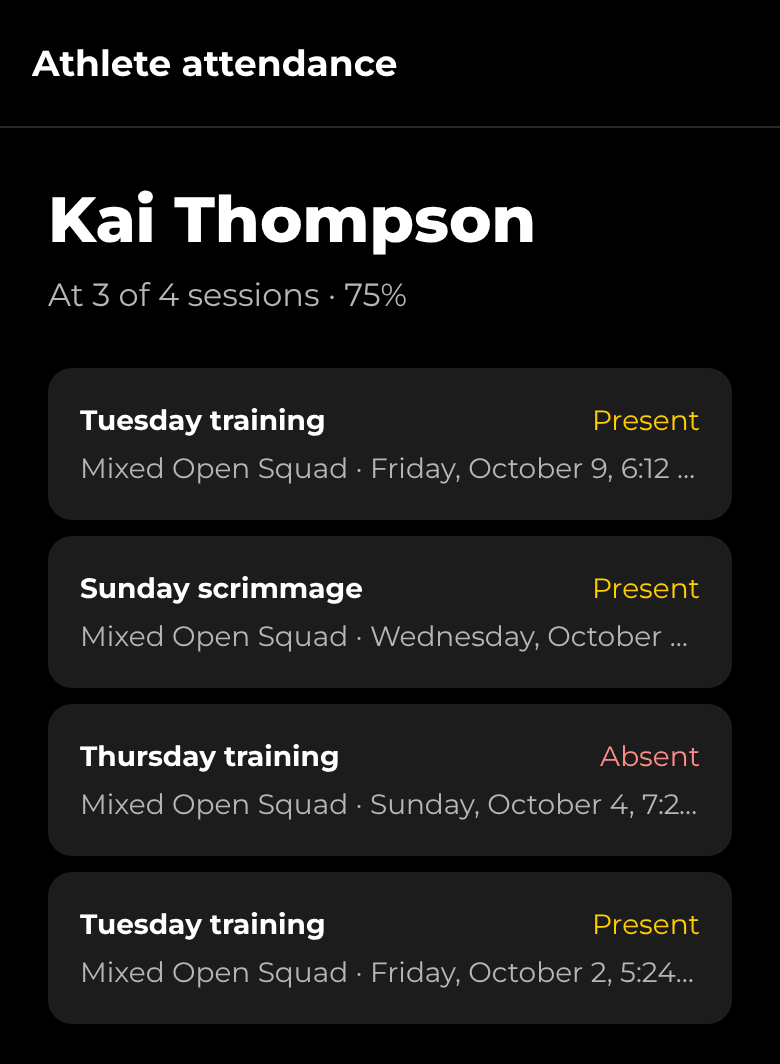 Athlete attendance
Kai Thompson
At 3 of 4 sessions · 75%
Tuesday training
Present
Mixed Open Squad · Friday, October 9, 6:12 ...
Sunday scrimmage
Present
Mixed Open Squad · Wednesday, October ...
Thursday training
Absent
Mixed Open Squad · Sunday, October 4, 7:2...
Tuesday training
Present
Mixed Open Squad · Friday, October 2, 5:24...